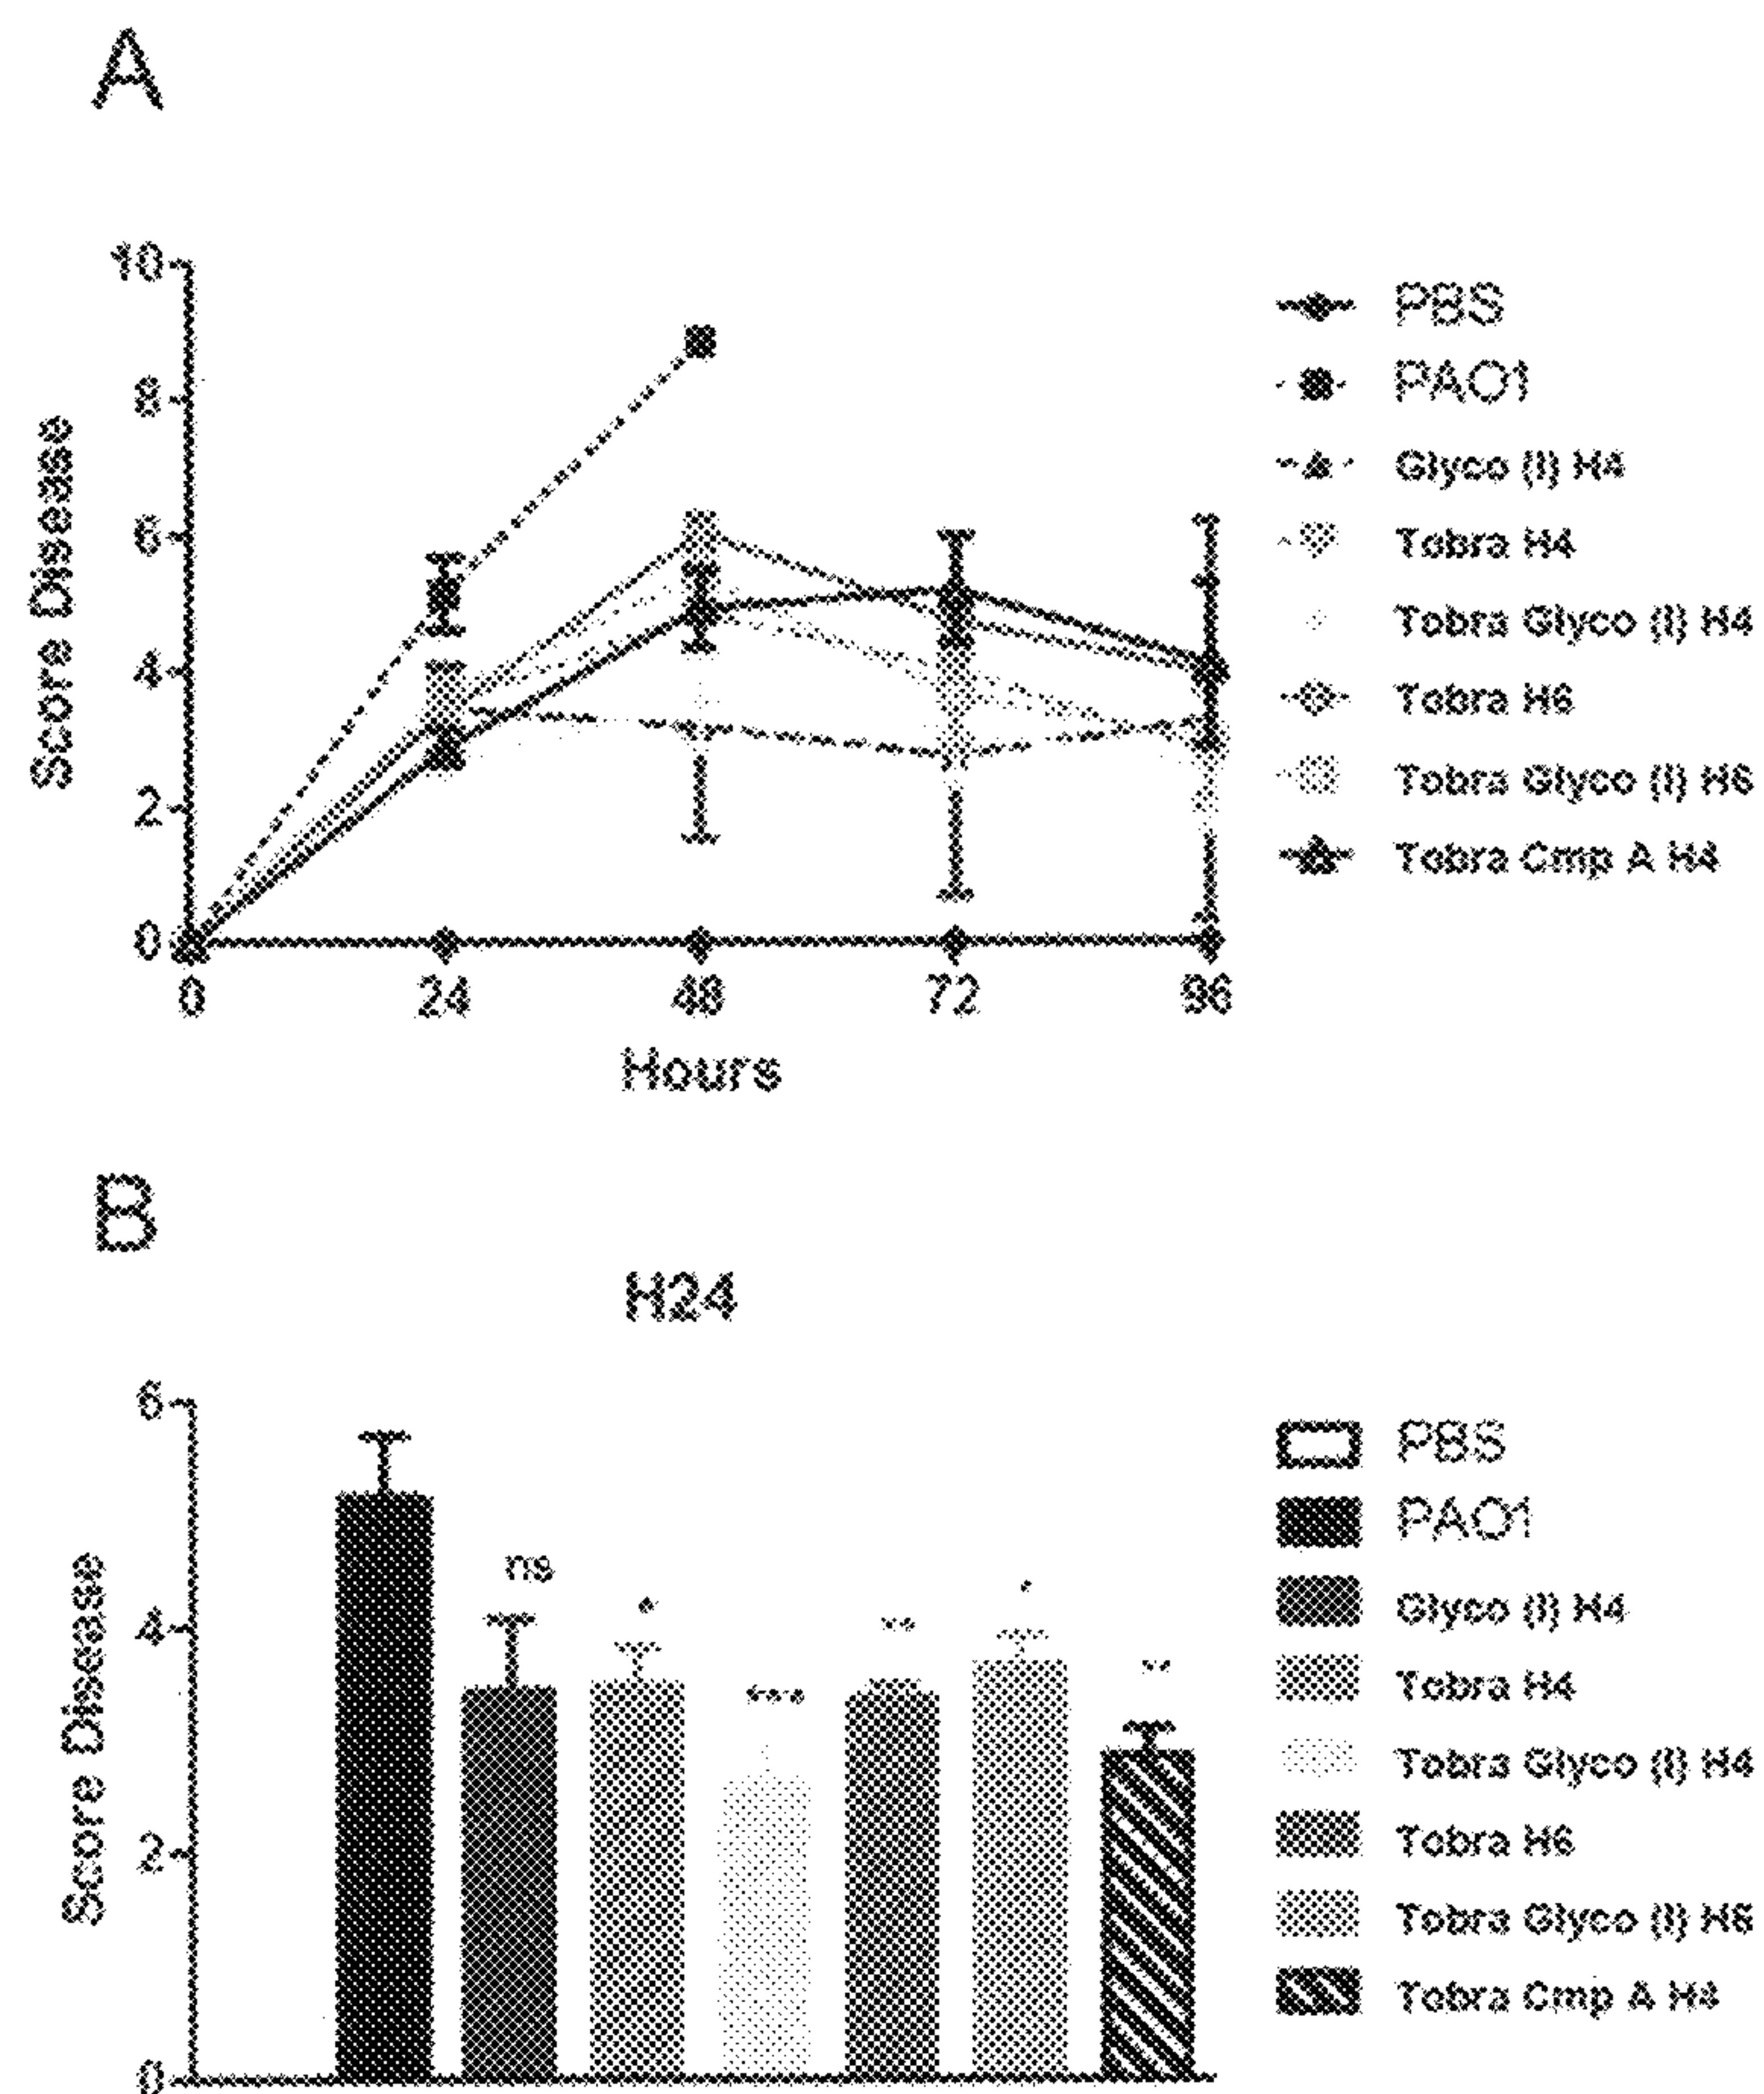 A
10
8
6
4
2
0
0 24 48 72 96
Score Disease
Hours
PBS
PAO1
Glyco (I) H4
Tobra H4
Tobra Glyco (I) H4
Tobra H6
Tobra Glyco (I) H6
Tobra Cmp A H4
B
H24
6
4
2
0
Score Disease
ns
*
***
**
*
**
PBS
PAO1
Glyco (I) H4
Tobra H4
Tobra Glyco (I) H4
Tobra H6
Tobra Glyco (I) H6
Tobra Cmp A H4